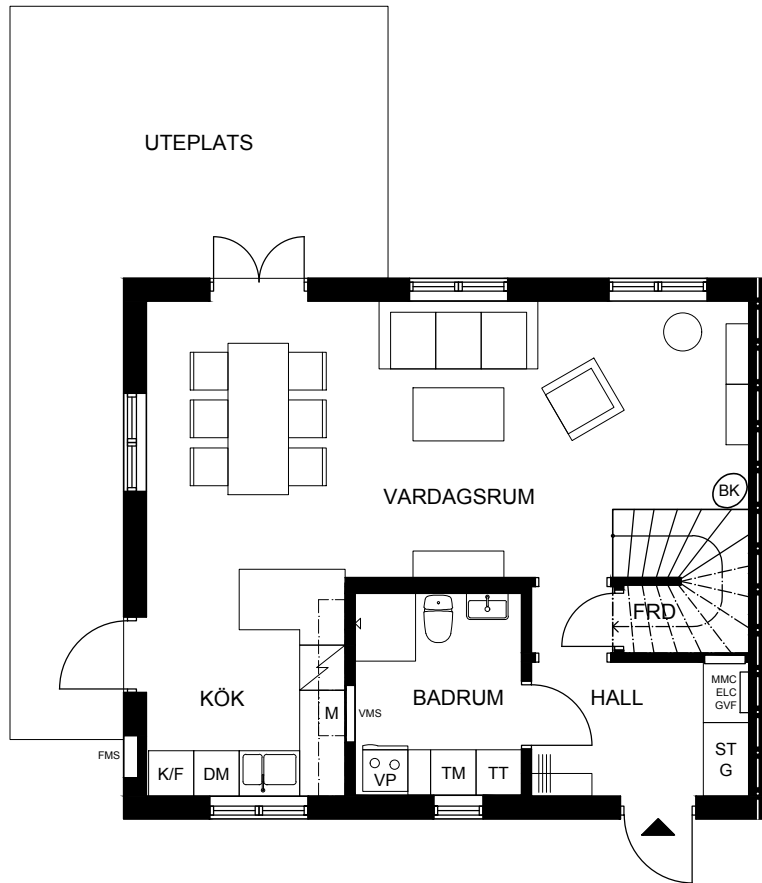 UTEPLATS
VARDAGSRUM
BK
FRD
KÖK
M
VMS
BADRUM
HALL
MMC
ELC
GVF
FMS
K/F
DM
VP
TM
TT
ST
G